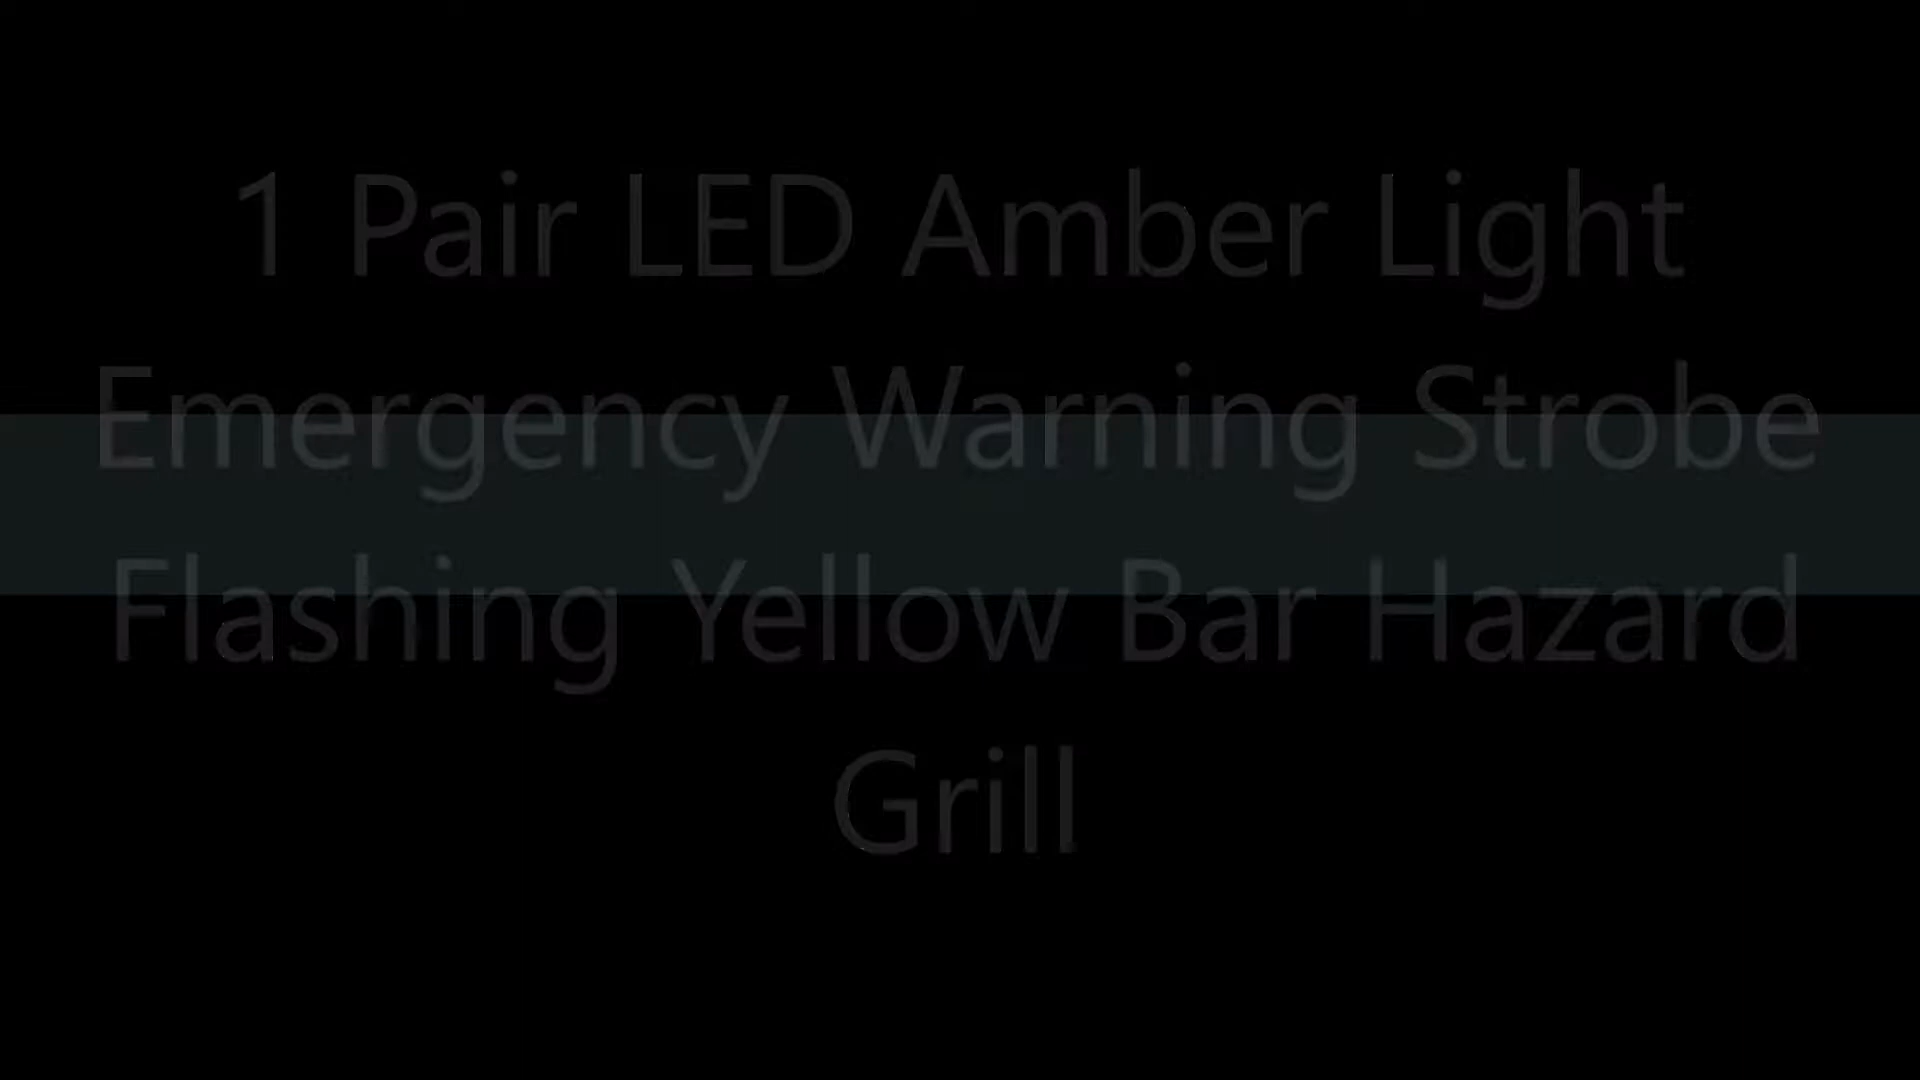 1 Pair LED Amber Light
Emergency Warning Strobe
Flashing Yellow Bar Hazard
Grill